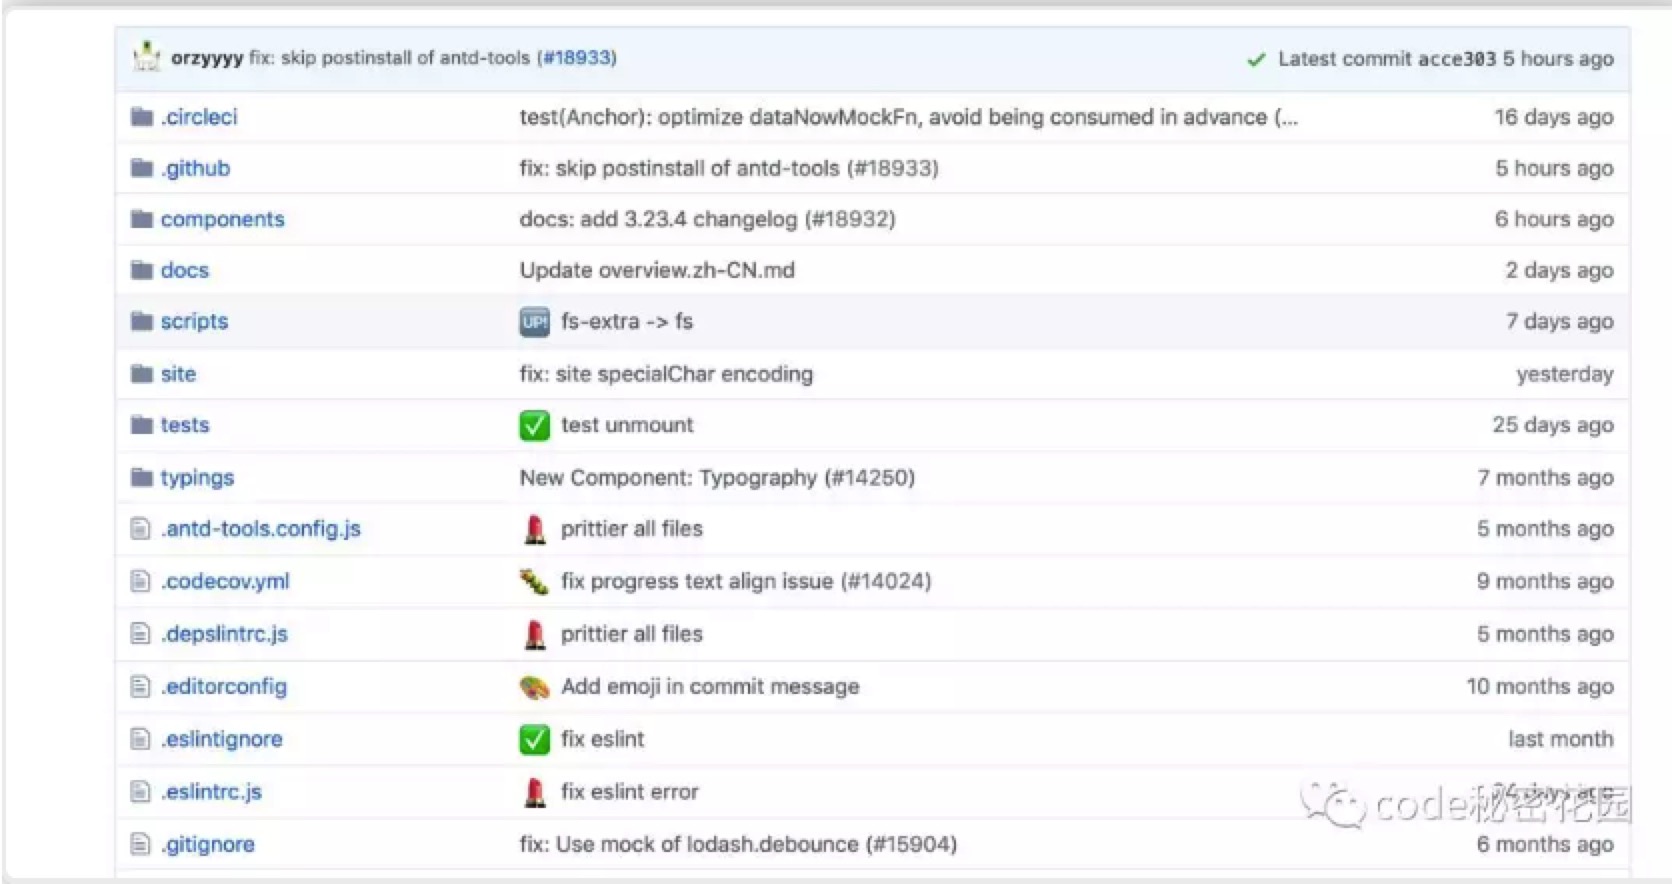 orzyyyy fix: skip postinstall of antd-tools (#18933) Latest commit acce303 5 hours ago
.circleci test(Anchor): optimize dataNowMockFn, avoid being consumed in advance (... 16 days ago
.github fix: skip postinstall of antd-tools (#18933) 5 hours ago
components docs: add 3.23.4 changelog (#18932) 6 hours ago
docs Update overview.zh-CN.md 2 days ago
scripts UP! fs-extra -> fs 7 days ago
site fix: site specialChar encoding yesterday
tests test unmount 25 days ago
typings New Component: Typography (#14250) 7 months ago
.antd-tools.config.js prittier all files 5 months ago
.codecov.yml fix progress text align issue (#14024) 9 months ago
.depslintrc.js prittier all files 5 months ago
.editorconfig Add emoji in commit message 10 months ago
.eslintignore fix eslint last month
.eslintrc.js fix eslint error days ago
code秘密花园
.gitignore fix: Use mock of lodash.debounce (#15904) 6 months ago